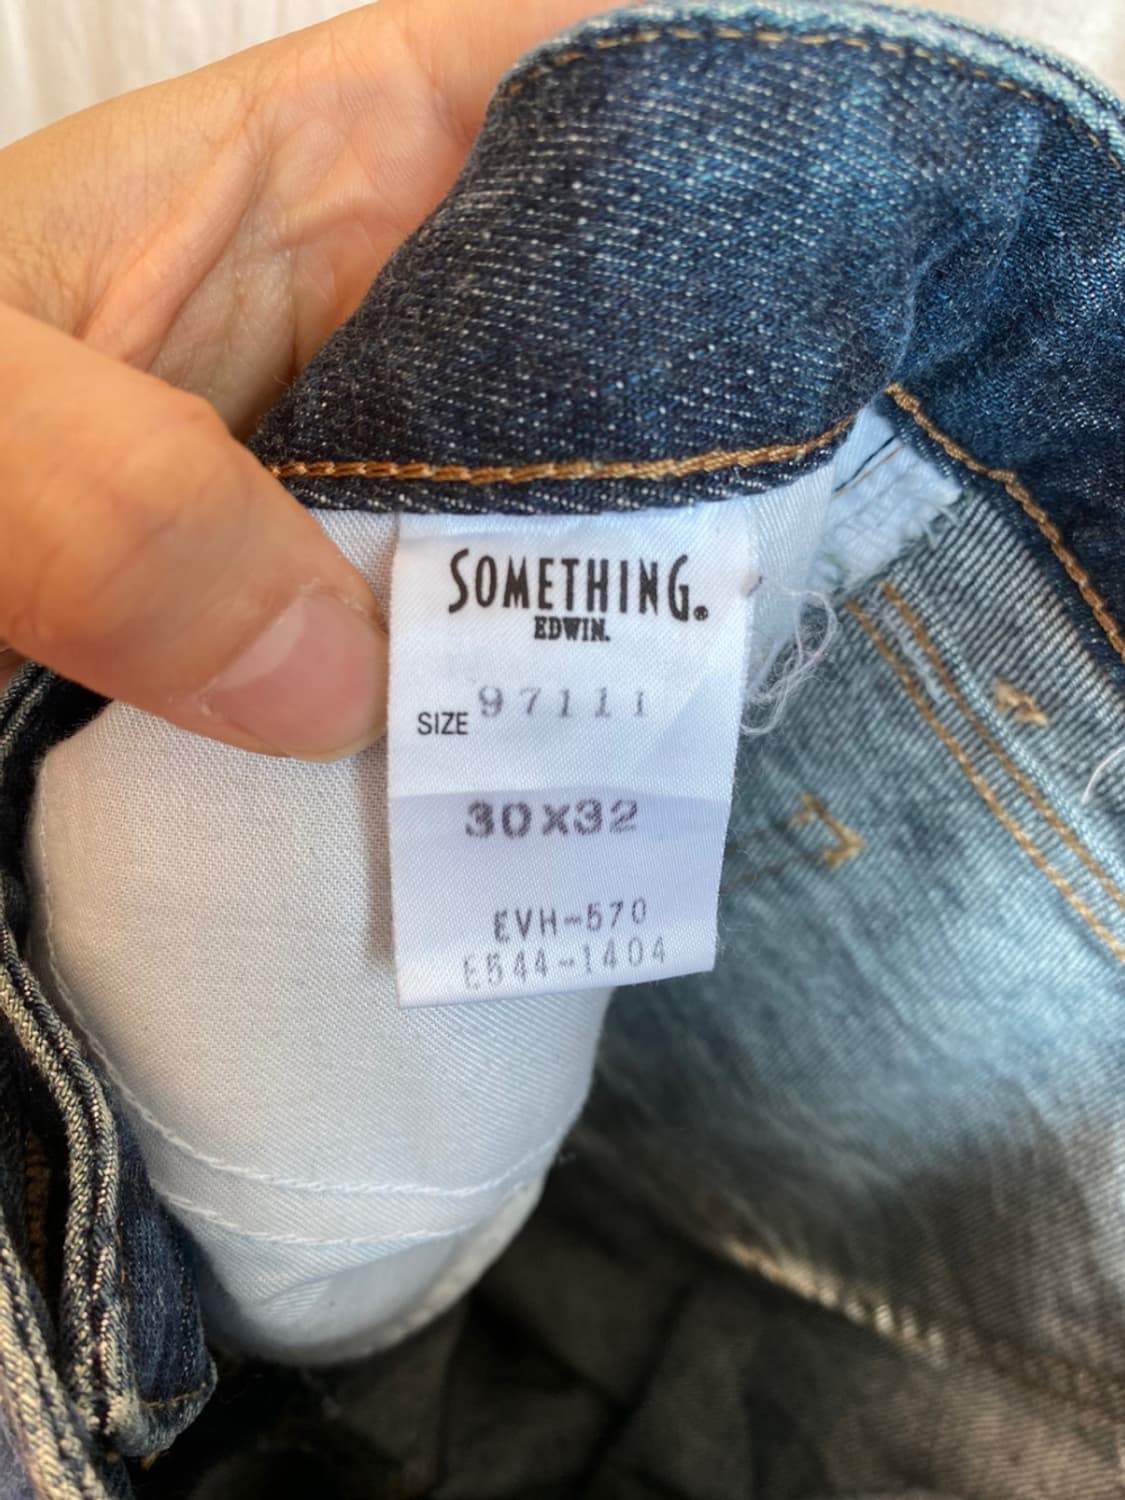 SOMETHING®
EDWIN.
SIZE 97111
30x32
EVH-570
E544-1404